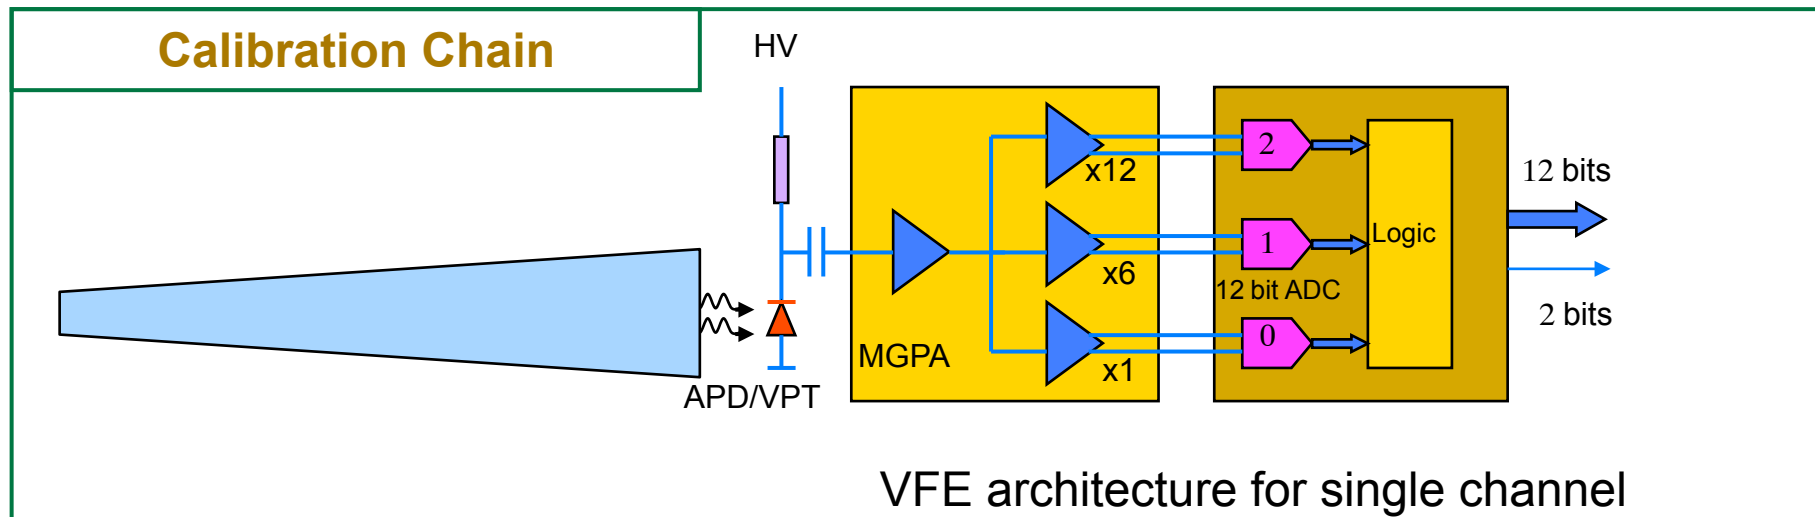 Calibration Chain
HV
x12
x6
x1
MGPA
APD/VPT
2
1
0
12 bit ADC
Logic
12 bits
2 bits
VFE architecture for single channel